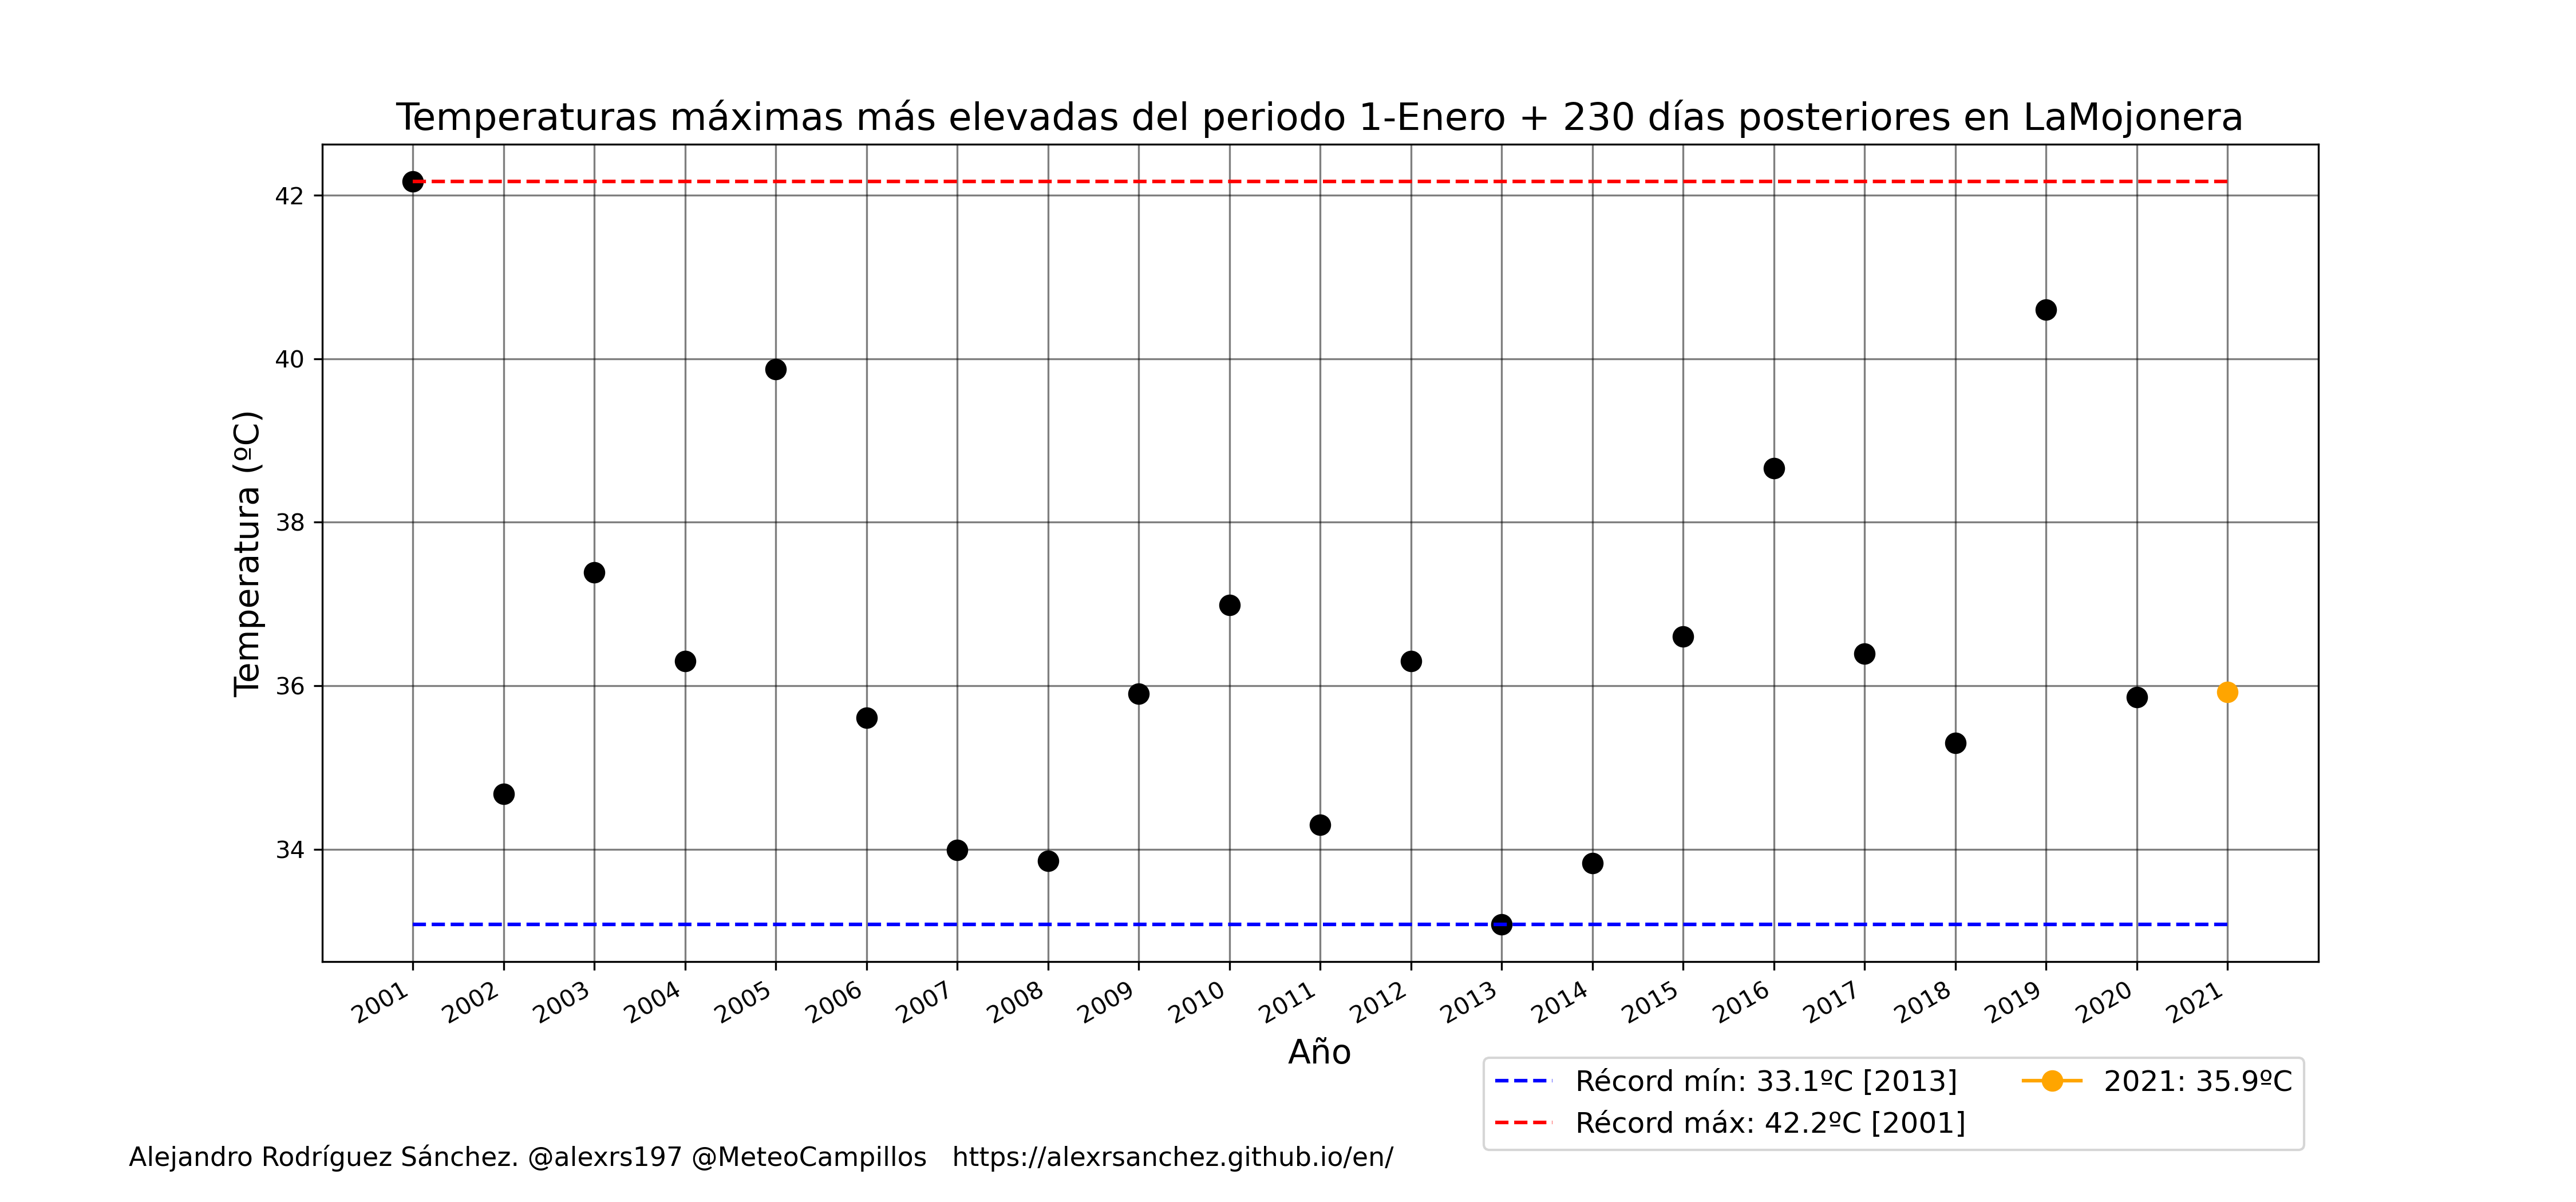 Temperaturas máximas más elevadas del periodo 1-Enero + 230 días posteriores en LaMojonera
Temperatura (ºC)
42
40
38
36
34
2001 2002 2003 2004 2005 2006 2007 2008 2009 2010 2011 2012 2013 2014 2015 2016 2017 2018 2019 2020 2021
Año
Récord mín: 33.1ºC [2013]
Récord máx: 42.2ºC [2001]
2021: 35.9ºC
Alejandro Rodríguez Sánchez. @alexrs197 @MeteoCampillos https://alexrsanchez.github.io/en/